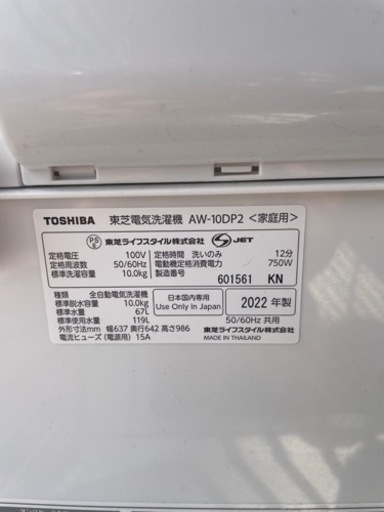 TOSHIBA 東芝電気洗濯機 AW-10DP2 <家庭用>
PS E 東芝ライフスタイル株式会社 S JET
定格電圧 100V
定格周波数 50/60Hz
標準洗濯容量 10.0kg
定格時間 洗いのみ 12分
電動機定格消費電力 750W
製造番号
601561 KN
種類 全自動電気洗濯機
標準脱水容量 10.0kg
標準水量 67L
標準使用水量 119L
外形寸法mm 幅637 奥行642 高さ986
電流ヒューズ (電源用) 15A
日本国内専用
Use Only in Japan
2022 年製
50/60Hz 共用
東芝ライフスタイル株式会社
MADE IN THAILAND